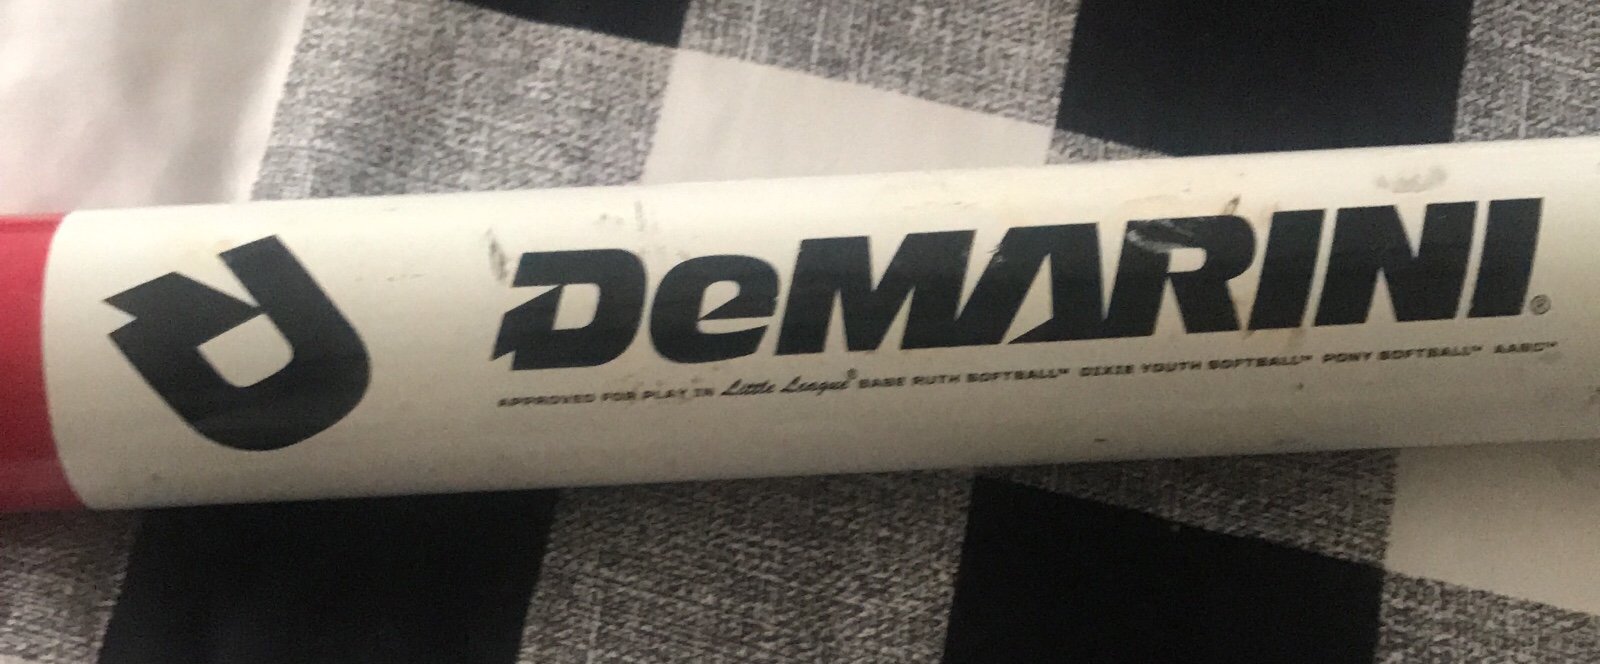 DeMARINI®
APPROVED FOR PLAY IN Little League® BABE RUTH SOFTBALL™ DIXIE YOUTH SOFTBALL™ PONY SOFTBALL™ AABC™